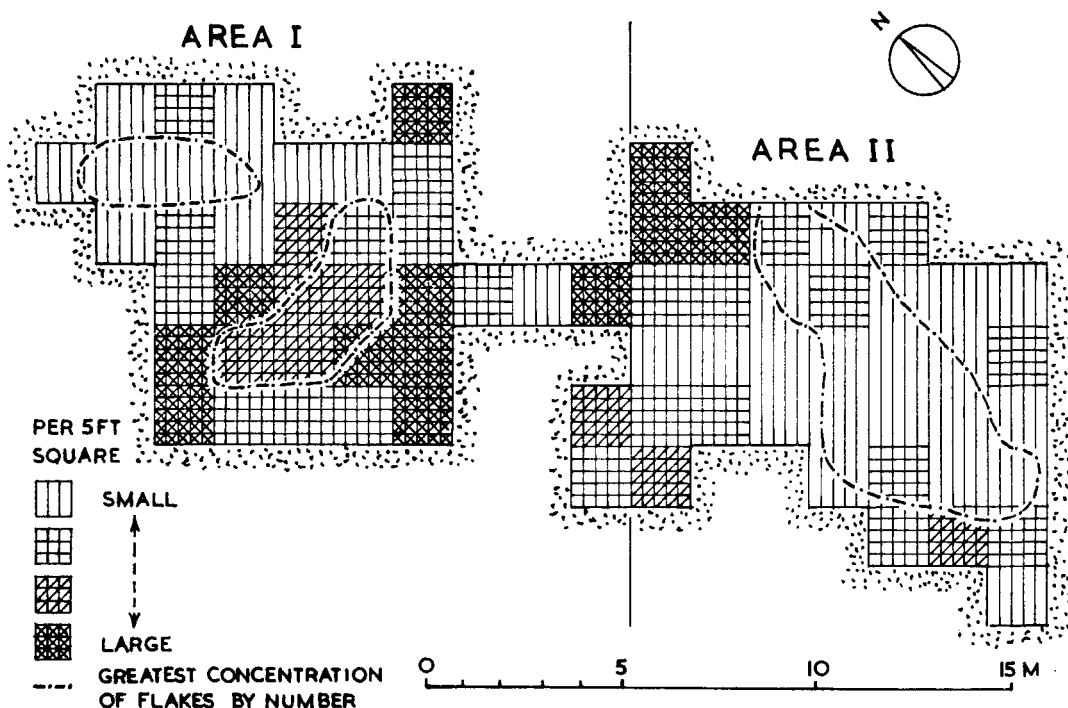 AREA I
N
AREA II
PER 5FT
SQUARE
SMALL
LARGE
GREATEST CONCENTRATION
OF FLAKES BY NUMBER
0 5 10 15 M